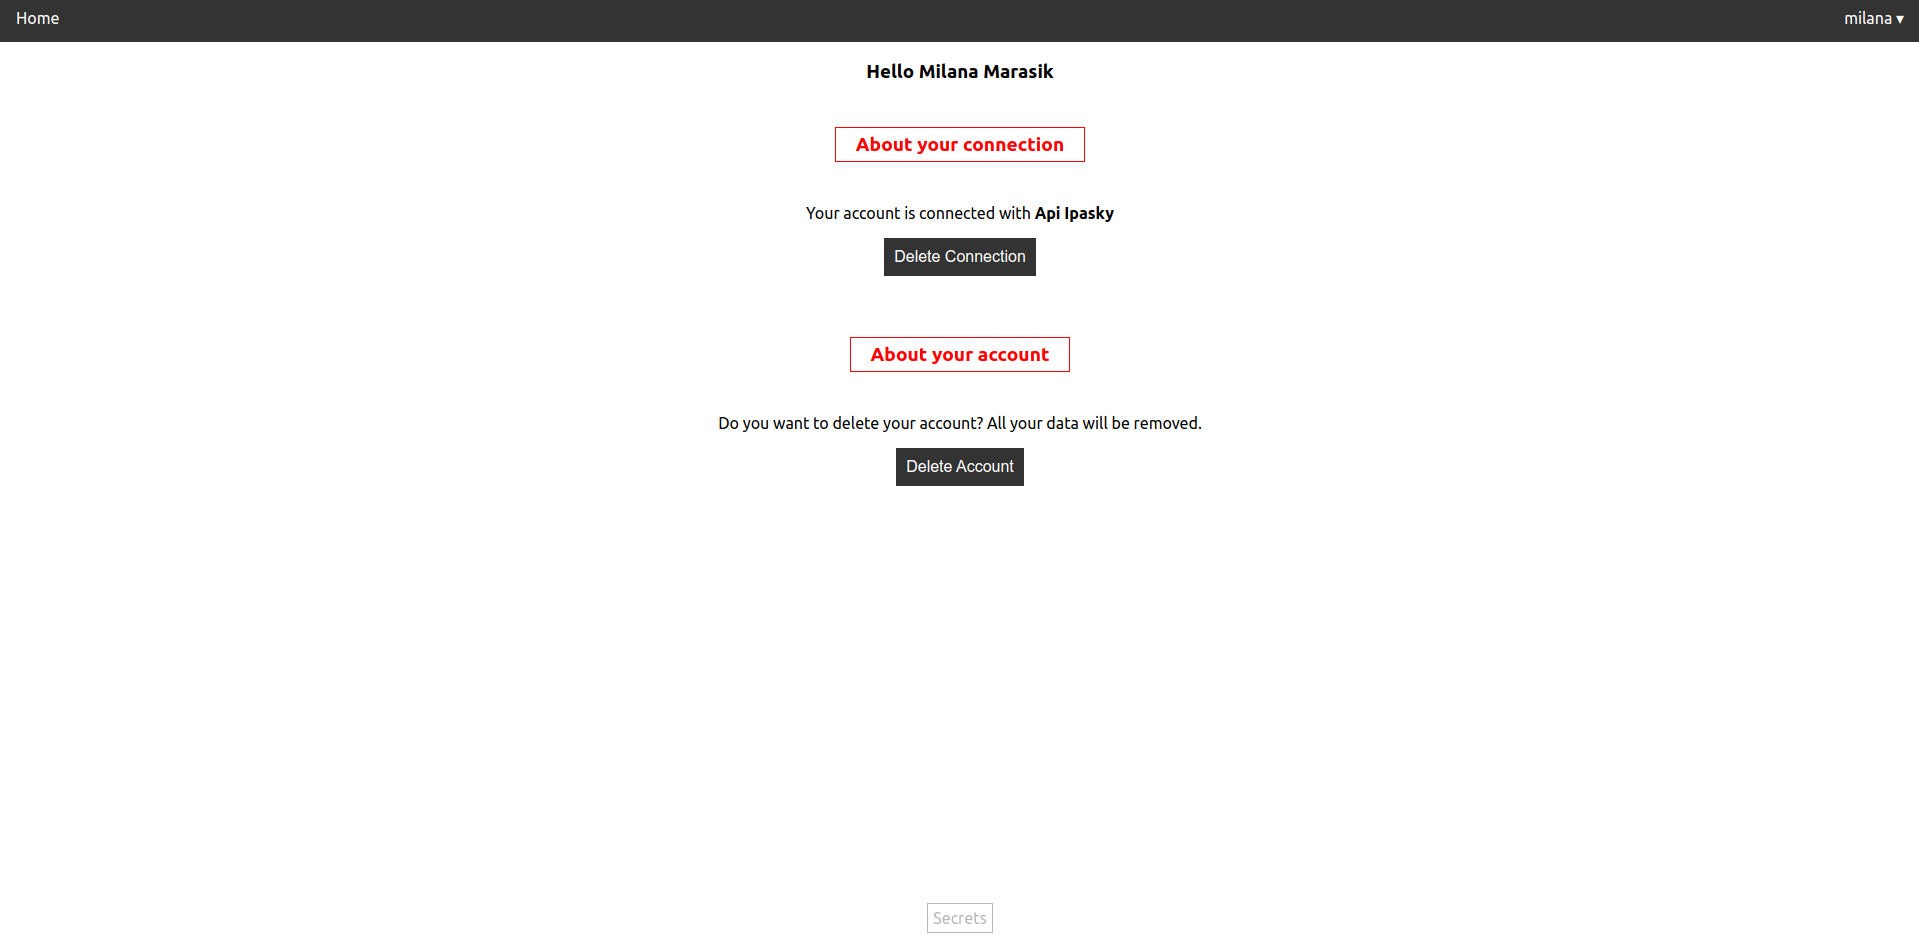 Home
milana ▾
Hello Milana Marasik
About your connection
Your account is connected with Api Ipasky
Delete Connection
About your account
Do you want to delete your account? All your data will be removed.
Delete Account
Secrets